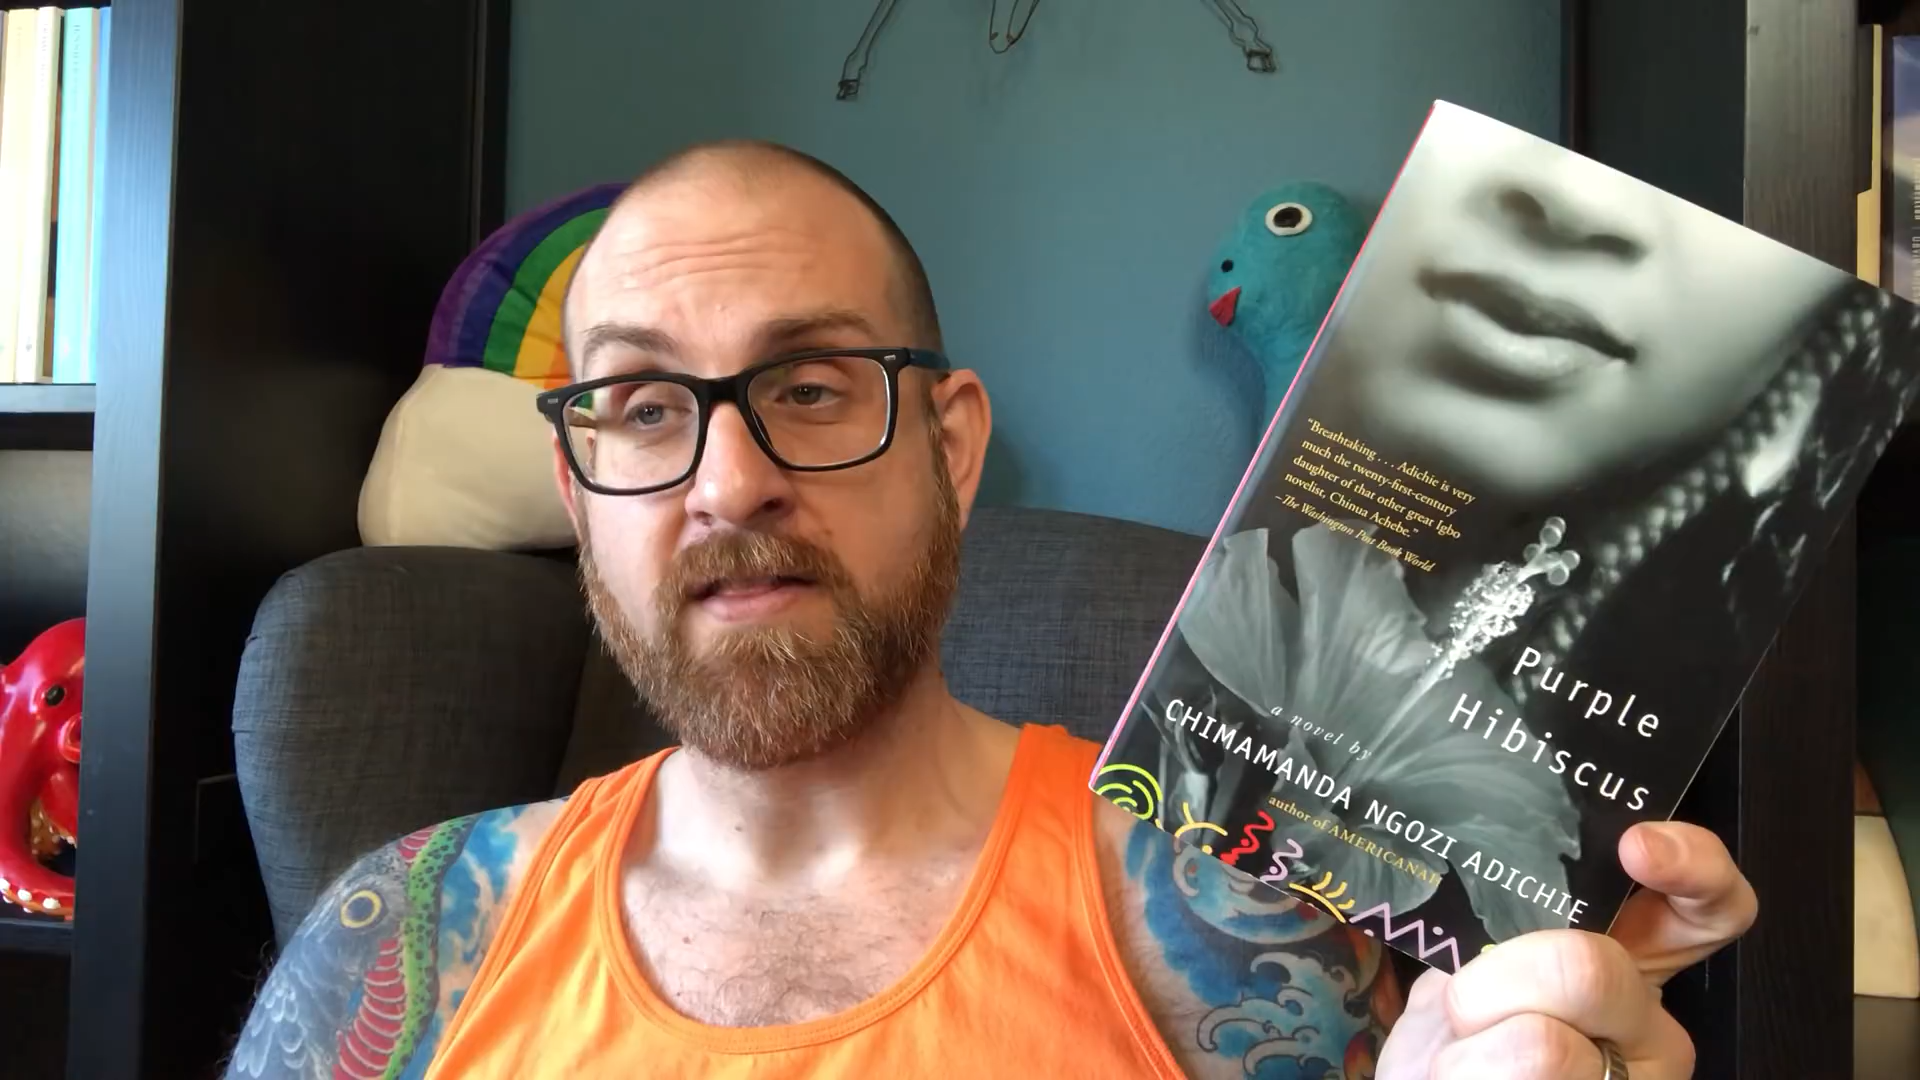 "Breathtaking . . . Adichie is very
much the twenty-first-century
daughter of that other great Igbo
novelist, Chinua Achebe."
–The Washington Post Book World
Purple
Hibiscus
a novel by
CHIMAMANDA NGOZI ADICHIE
author of AMERICANAH